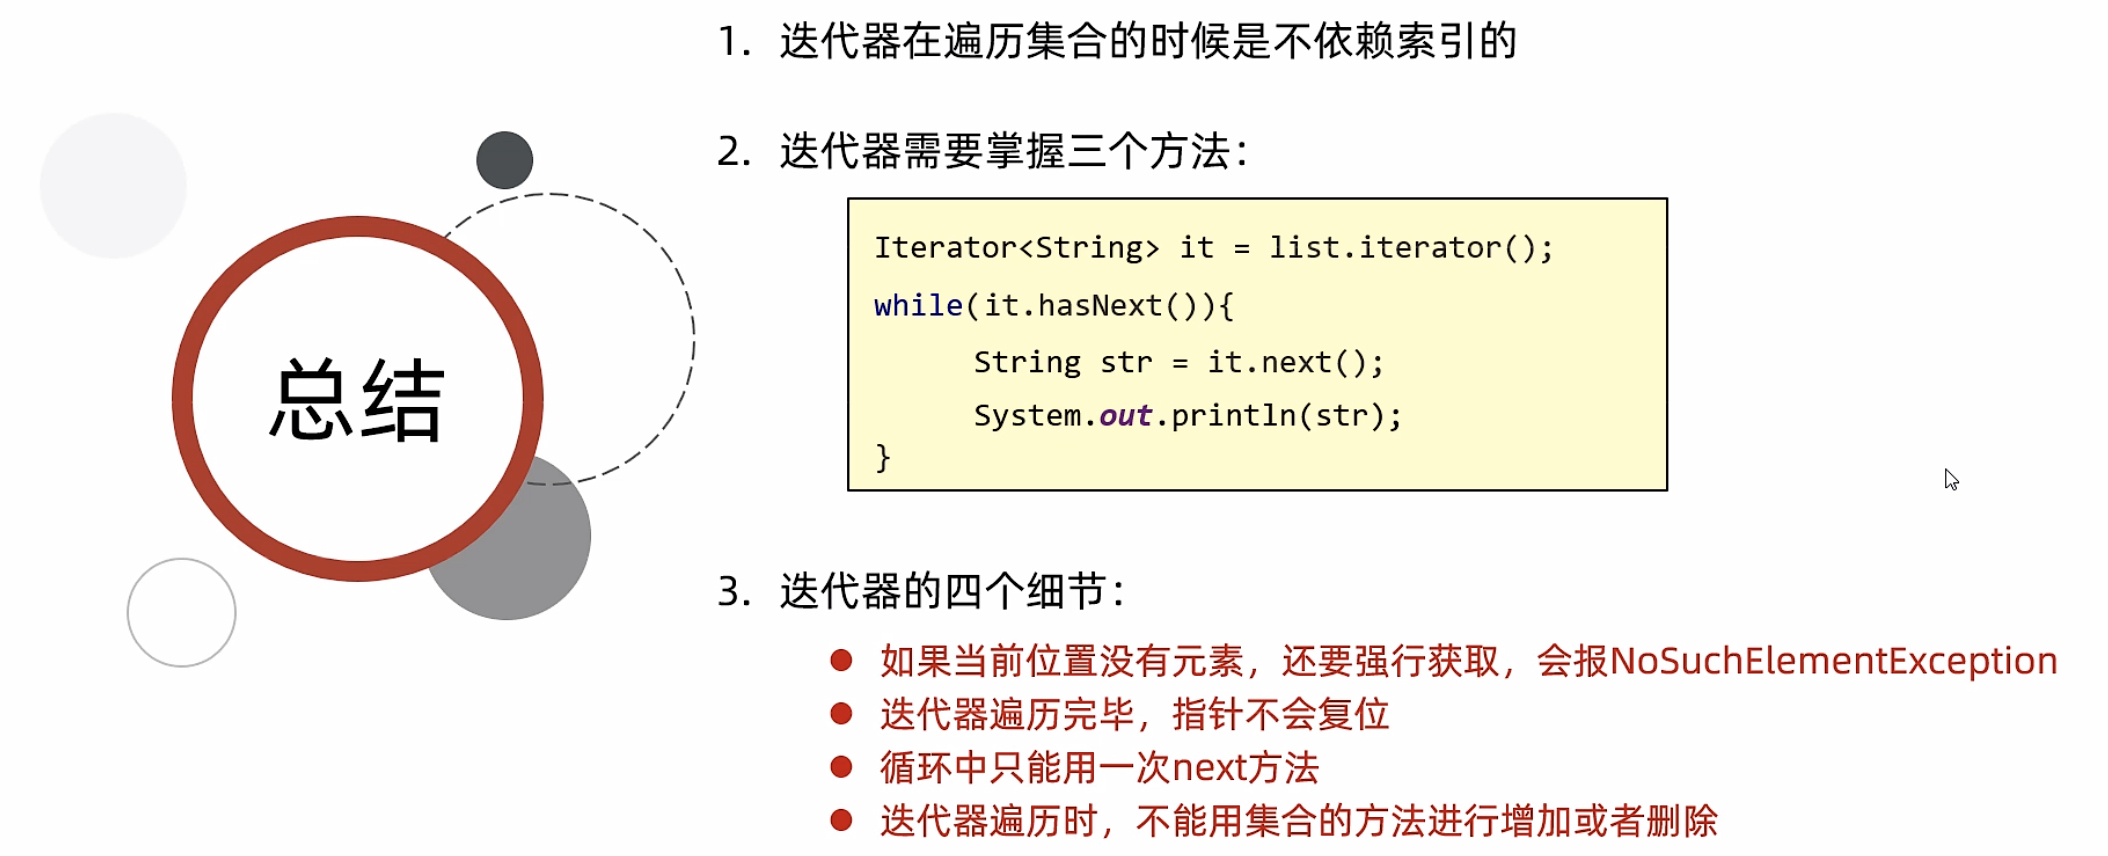 总结
1. 迭代器在遍历集合的时候是不依赖索引的
2. 迭代器需要掌握三个方法：
Iterator<String> it = list.iterator();
while(it.hasNext()){
String str = it.next();
System.out.println(str);
}
3. 迭代器的四个细节：
● 如果当前位置没有元素，还要强行获取，会报NoSuchElementException
● 迭代器遍历完毕，指针不会复位
● 循环中只能用一次next方法
● 迭代器遍历时，不能用集合的方法进行增加或者删除